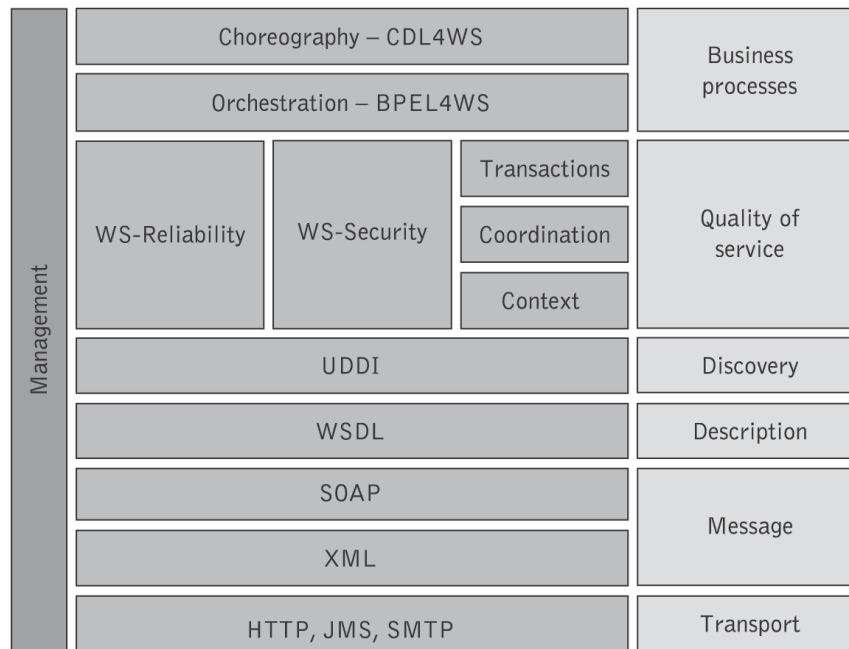 Management
Choreography – CDL4WS
Orchestration – BPEL4WS
Business
processes
WS-Reliability
WS-Security
Transactions
Coordination
Context
Quality of
service
UDDI
Discovery
WSDL
Description
SOAP
XML
Message
HTTP, JMS, SMTP
Transport